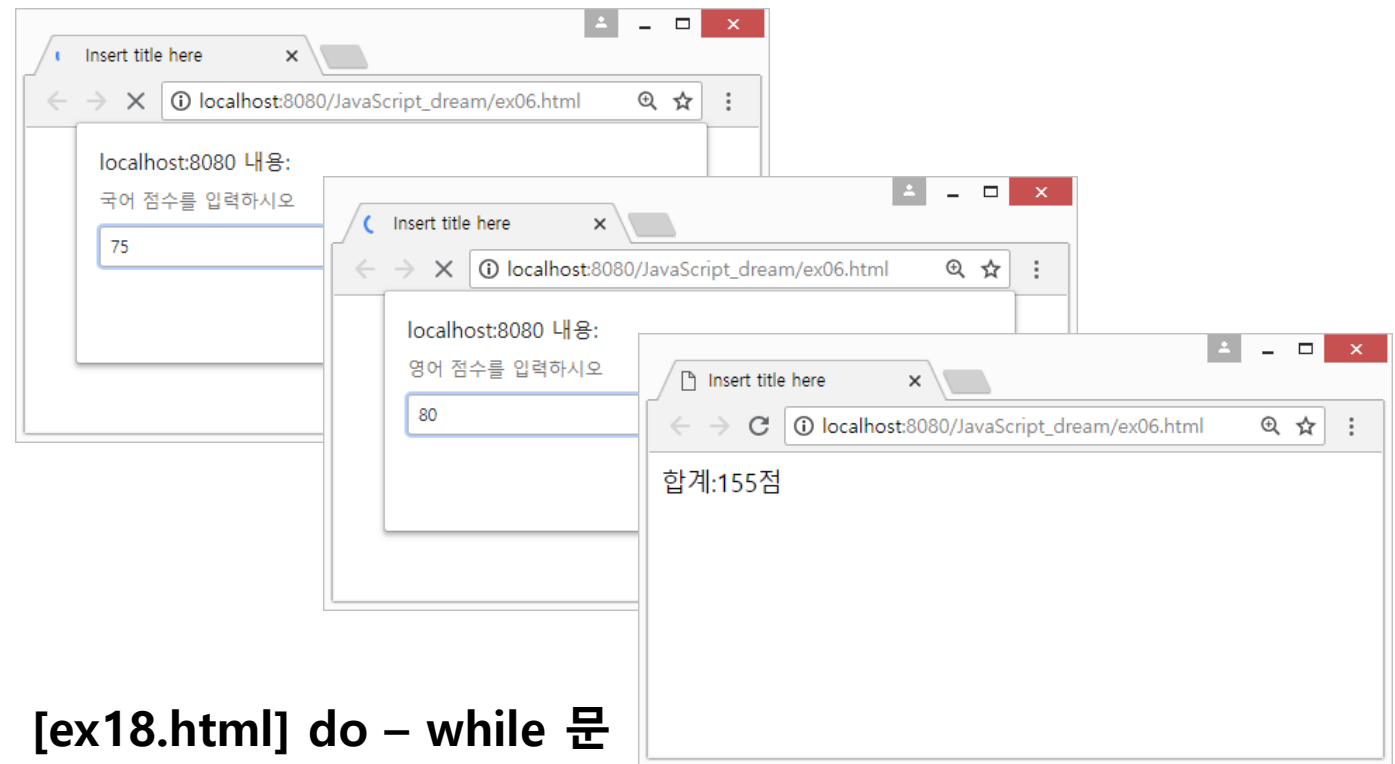 Insert title here
localhost:8080/JavaScript_dream/ex06.html
localhost:8080 내용:
국어 점수를 입력하시오
75
Insert title here
localhost:8080/JavaScript_dream/ex06.html
localhost:8080 내용:
영어 점수를 입력하시오
80
Insert title here
localhost:8080/JavaScript_dream/ex06.html
합계:155점
[ex18.html] do – while 문